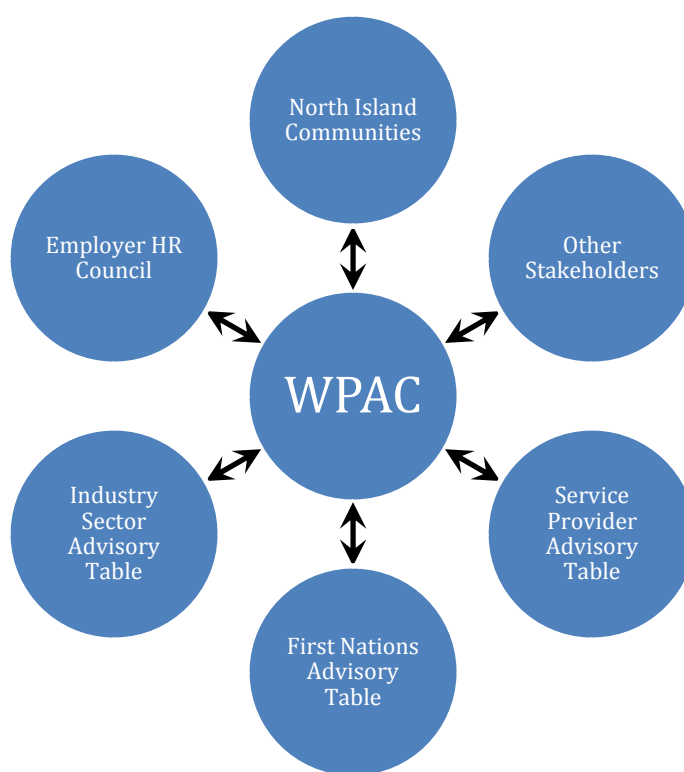 North Island
Communities
Employer HR
Council
Other
Stakeholders
WPAC
Industry
Sector
Advisory
Table
Service
Provider
Advisory
Table
First Nations
Advisory
Table